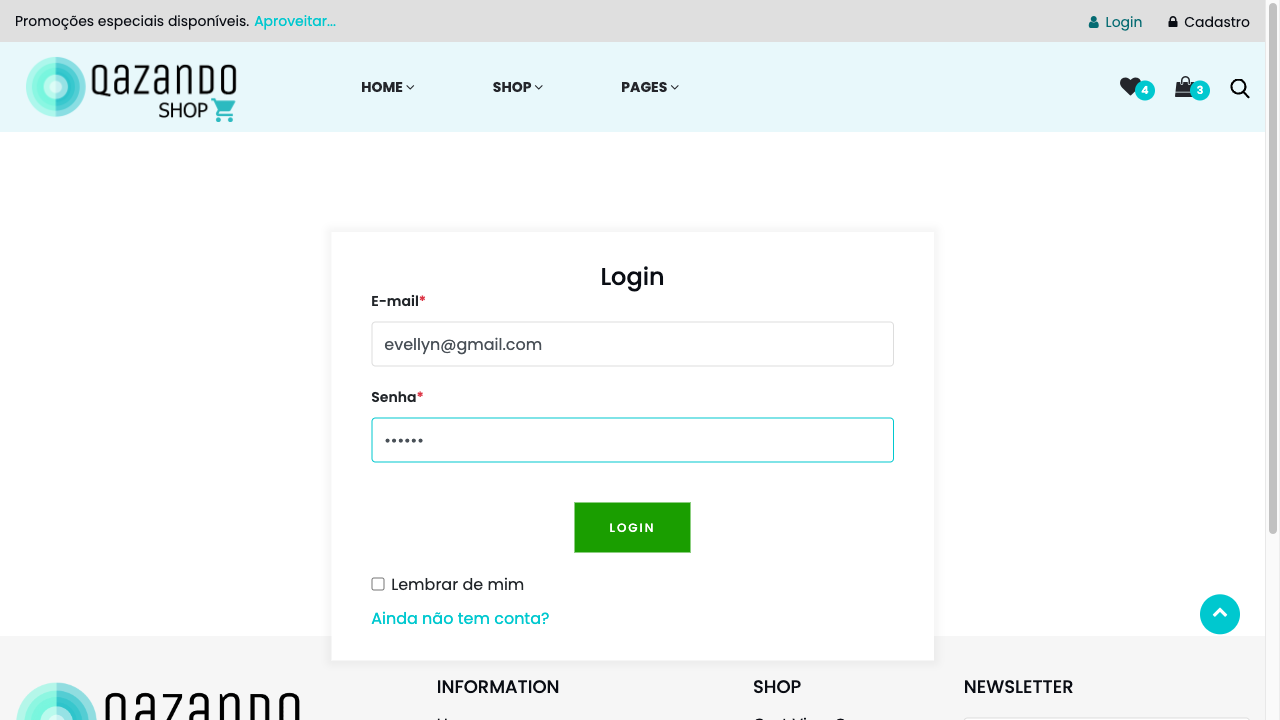 Promoções especiais disponíveis. Aproveitar...
Login
Cadastro
QAZANDO
SHOP
HOME
SHOP
PAGES
4
3
Login
E-mail*
evellyn@gmail.com
Senha*
••••••
LOGIN
Lembrar de mim
Ainda não tem conta?
QAZANDO
INFORMATION
SHOP
NEWSLETTER